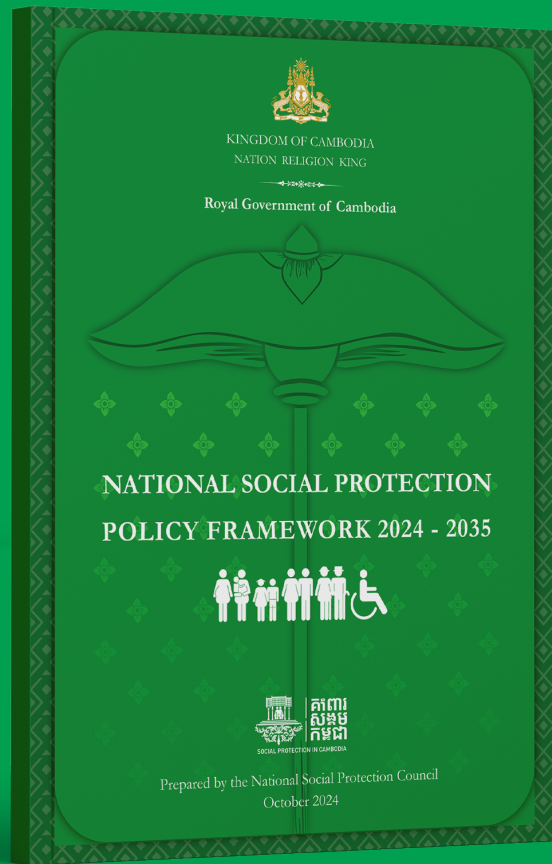 KINGDOM OF CAMBODIA
NATION RELIGION KING
Royal Government of Cambodia
NATIONAL SOCIAL PROTECTION
POLICY FRAMEWORK 2024 - 2035
គាំពារ
សង្គម
កម្ពុជា
SOCIAL PROTECTION IN CAMBODIA
Prepared by the National Social Protection Council
October 2024